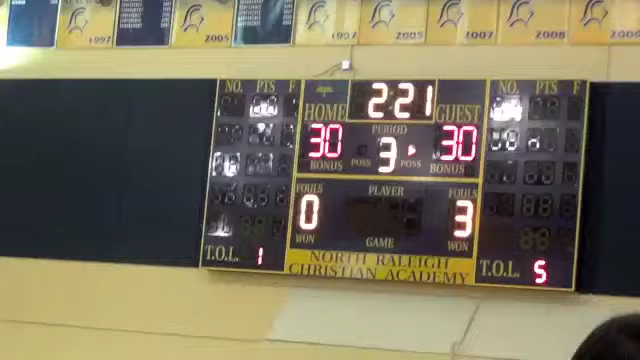 1997 2005 1997 2005 2007 2008 2009
NO. PTS F NO. PTS F
HOME 2:21 GUEST
30 PERIOD 30
BONUS POSS 3 POSS BONUS
FOULS PLAYER FOULS
0 3
WON GAME WON
T.O.L. 1 NORTH RALEIGH T.O.L. 5
CHRISTIAN ACADEMY